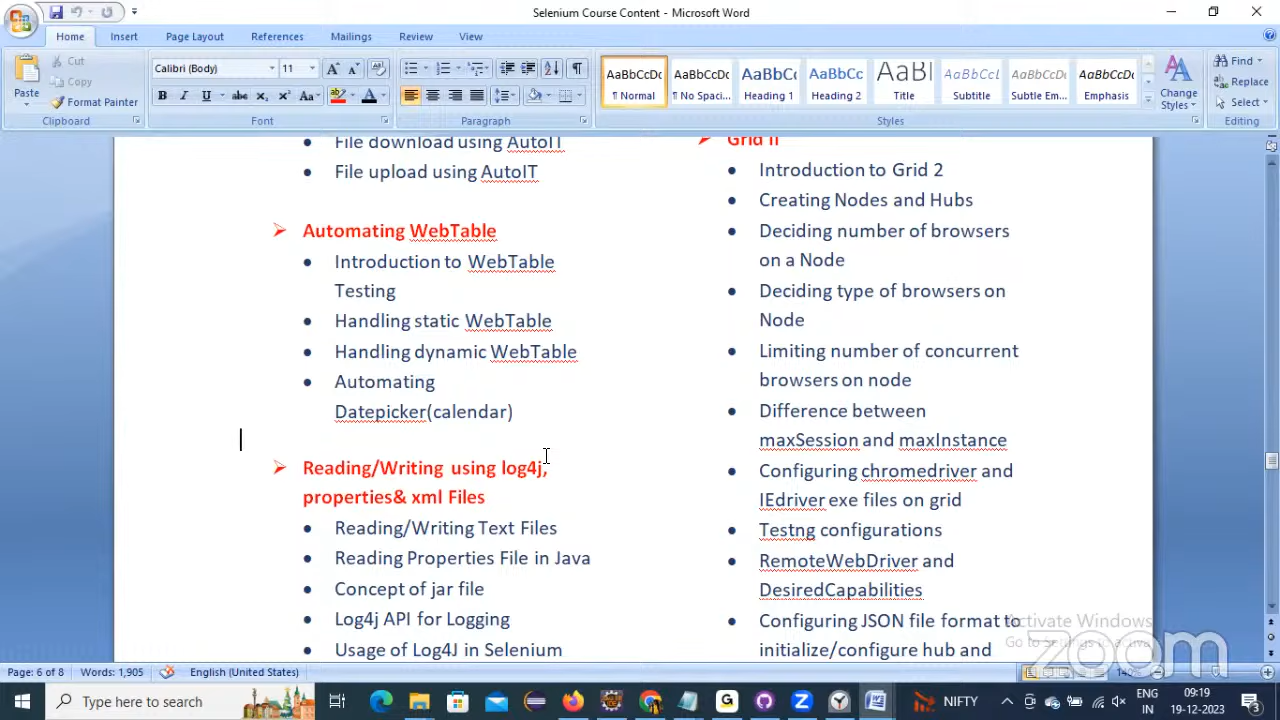 Selenium Course Content - Microsoft Word
Home Insert Page Layout References Mailings Review View
Paste
Cut
Copy
Format Painter
Clipboard
Calibri (Body) 11
Font
Paragraph
AaBbCcDc AaBbCcDc AaBbCc AaBbCc AaBl AaBbCcL AaBbCcDc AaBbCcDc
¶ Normal ¶ No Spaci... Heading 1 Heading 2 Title Subtitle Subtle Em... Emphasis
Change Styles
Styles
Find
Replace
Select
Editing
File download using AutoIT
File upload using AutoIT
Automating WebTable
Introduction to WebTable
Testing
Handling static WebTable
Handling dynamic WebTable
Automating
Datepicker(calendar)
Reading/Writing using log4j,
properties& xml Files
Reading/Writing Text Files
Reading Properties File in Java
Concept of jar file
Log4j API for Logging
Usage of Log4J in Selenium
Grid II
Introduction to Grid 2
Creating Nodes and Hubs
Deciding number of browsers
on a Node
Deciding type of browsers on
Node
Limiting number of concurrent
browsers on node
Difference between
maxSession and maxInstance
Configuring chromedriver and
IEdriver exe files on grid
Testng configurations
RemoteWebDriver and
DesiredCapabilities
Configuring JSON file format to
initialize/configure hub and
Activate Windows
Go to Settings to activa
zoom
Page: 6 of 8 Words: 1,905 English (United States)
Type here to search
NIFTY
ENG
IN
09:19
19-12-2023
3